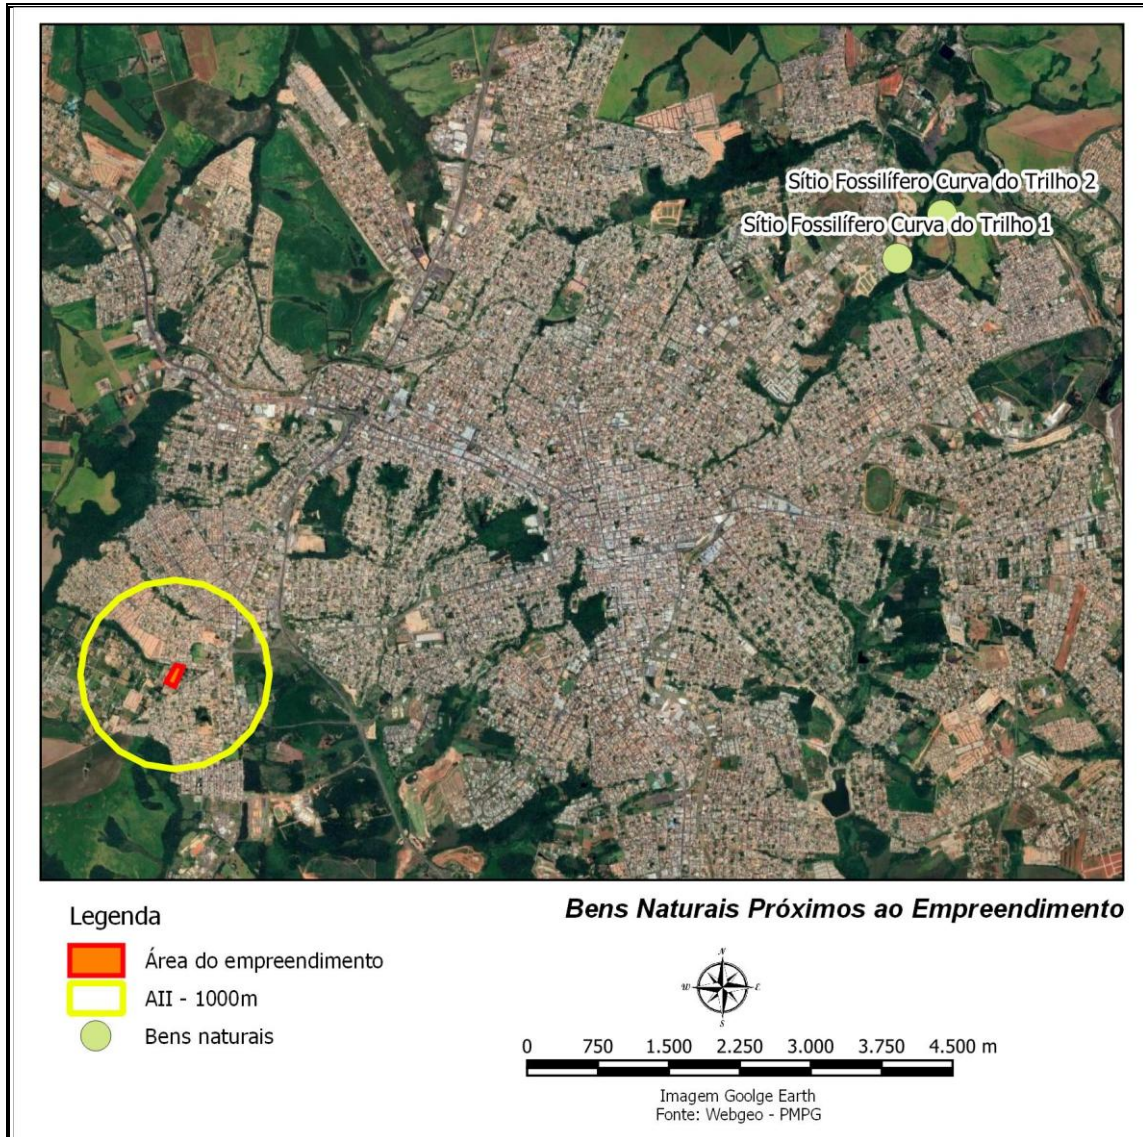 Sítio Fossilífero Curva do Trilho 2
Sítio Fossilífero Curva do Trilho 1
Legenda
Área do empreendimento
AII - 1000m
Bens naturais
Bens Naturais Próximos ao Empreendimento
N
W E
S
0 750 1.500 2.250 3.000 3.750 4.500 m
Imagem Goolge Earth
Fonte: Webgeo - PMPG